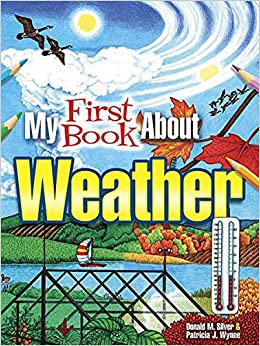 My First Book About
Weather
Donald M. Silver &
Patricia J. Wynne